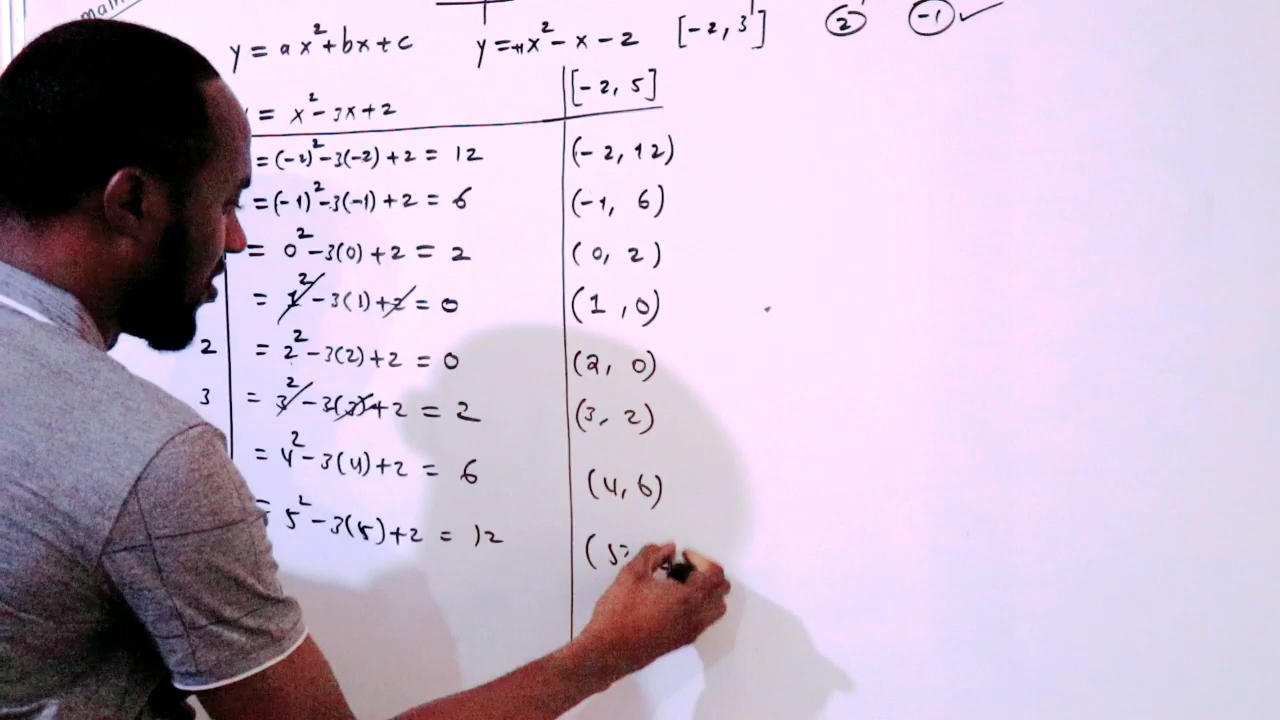 y = ax²+bx+c y = x²- x - 2 [-2, 3] 2 -1 ✓
= x²- 3x + 2 [-2, 5]
= (-2)²-3(-2)+2 = 12 (-2, 12)
= (-1)²-3(-1)+2 = 6 (-1, 6)
= 0²-3(0)+2 = 2 (0, 2)
= 1²-3(1)+2 = 0 (1, 0)
2 = 2²-3(2)+2 = 0 (2, 0)
3 = 3²-3(3)+2 = 2 (3, 2)
= 4²-3(4)+2 = 6 (4, 6)
= 5²-3(5)+2 = 12 (5,